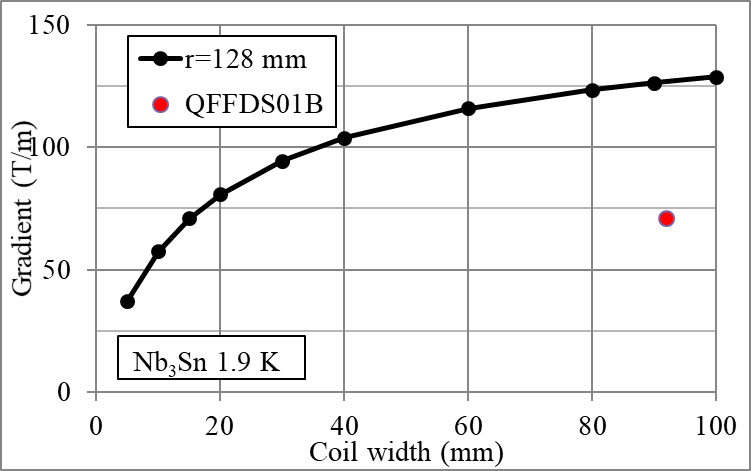 150
r=128 mm
QFFDS01B
100
Gradient (T/m)
50
Nb₃Sn 1.9 K
0
0 20 40 60 80 100
Coil width (mm)